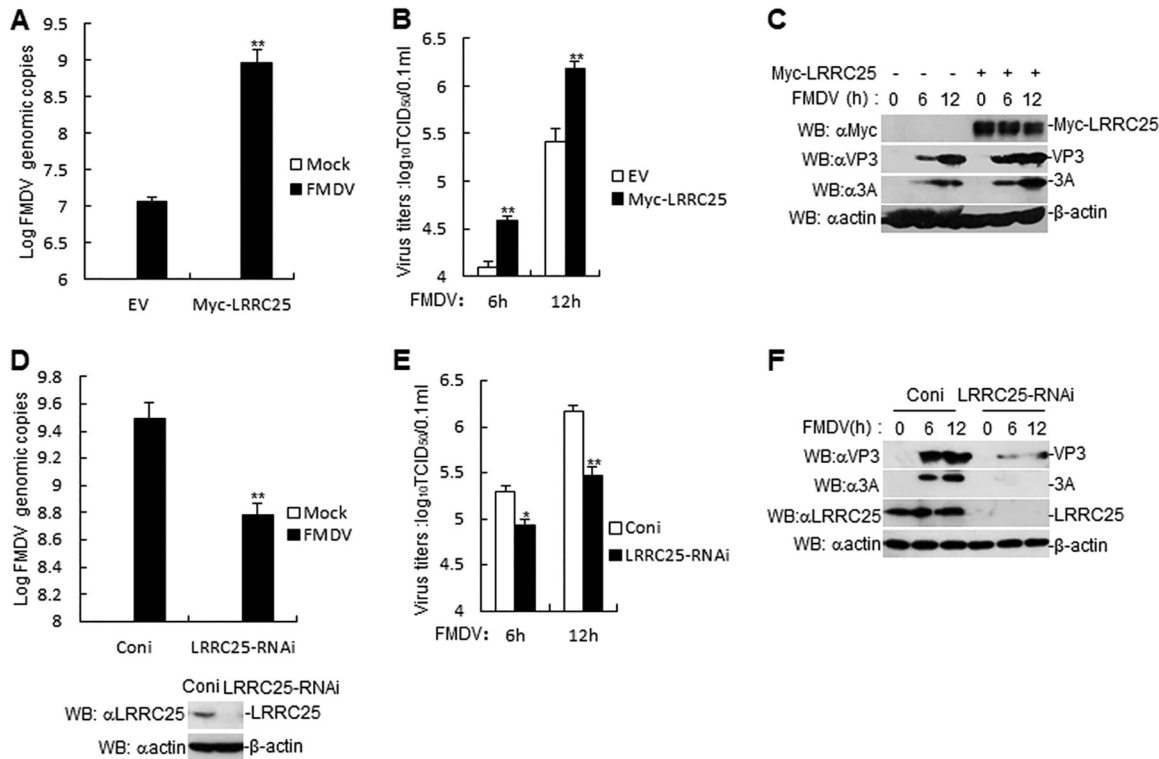 A
Log FMDV genomic copies
9.5
9
8.5
8
7.5
7
6.5
6
**
EV Myc-LRRC25
Mock
FMDV
B
Virus titers :log₁₀TCID₅₀/0.1ml
6.5
6
5.5
5
4.5
4
**
**
FMDV: 6h 12h
EV
Myc-LRRC25
C
Myc-LRRC25 - - - + + +
FMDV (h) : 0 6 12 0 6 12
WB: αMyc -Myc-LRRC25
WB:αVP3 -VP3
WB:α3A -3A
WB: αactin -β-actin
D
Log FMDV genomic copies
9.8
9.6
9.4
9.2
9
8.8
8.6
8.4
8.2
8
**
Coni LRRC25-RNAi
Mock
FMDV
Coni LRRC25-RNAi
WB: αLRRC25 -LRRC25
WB: αactin -β-actin
E
Virus titers :log₁₀TCID₅₀/0.1ml
6.5
6
5.5
5
4.5
4
*
**
FMDV: 6h 12h
Coni
LRRC25-RNAi
F
Coni LRRC25-RNAi
FMDV(h) : 0 6 12 0 6 12
WB:αVP3 -VP3
WB:α3A -3A
WB:αLRRC25 -LRRC25
WB: αactin -β-actin